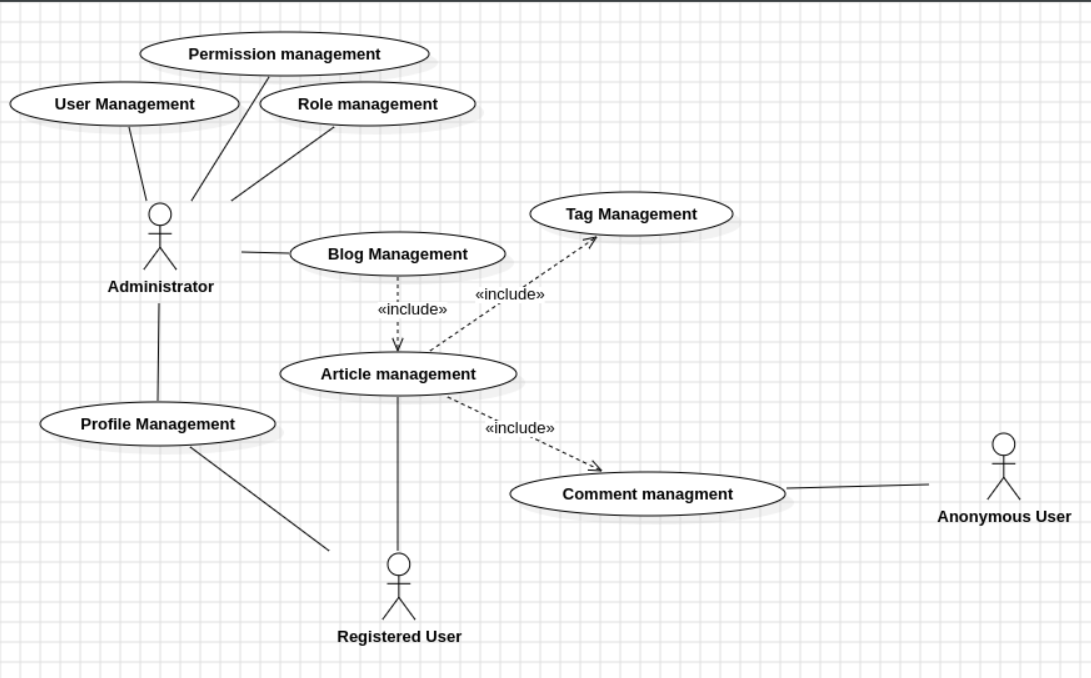 Permission management
User Management
Role management
Tag Management
Blog Management
Administrator
«include»
«include»
Article management
Profile Management
«include»
Comment managment
Anonymous User
Registered User